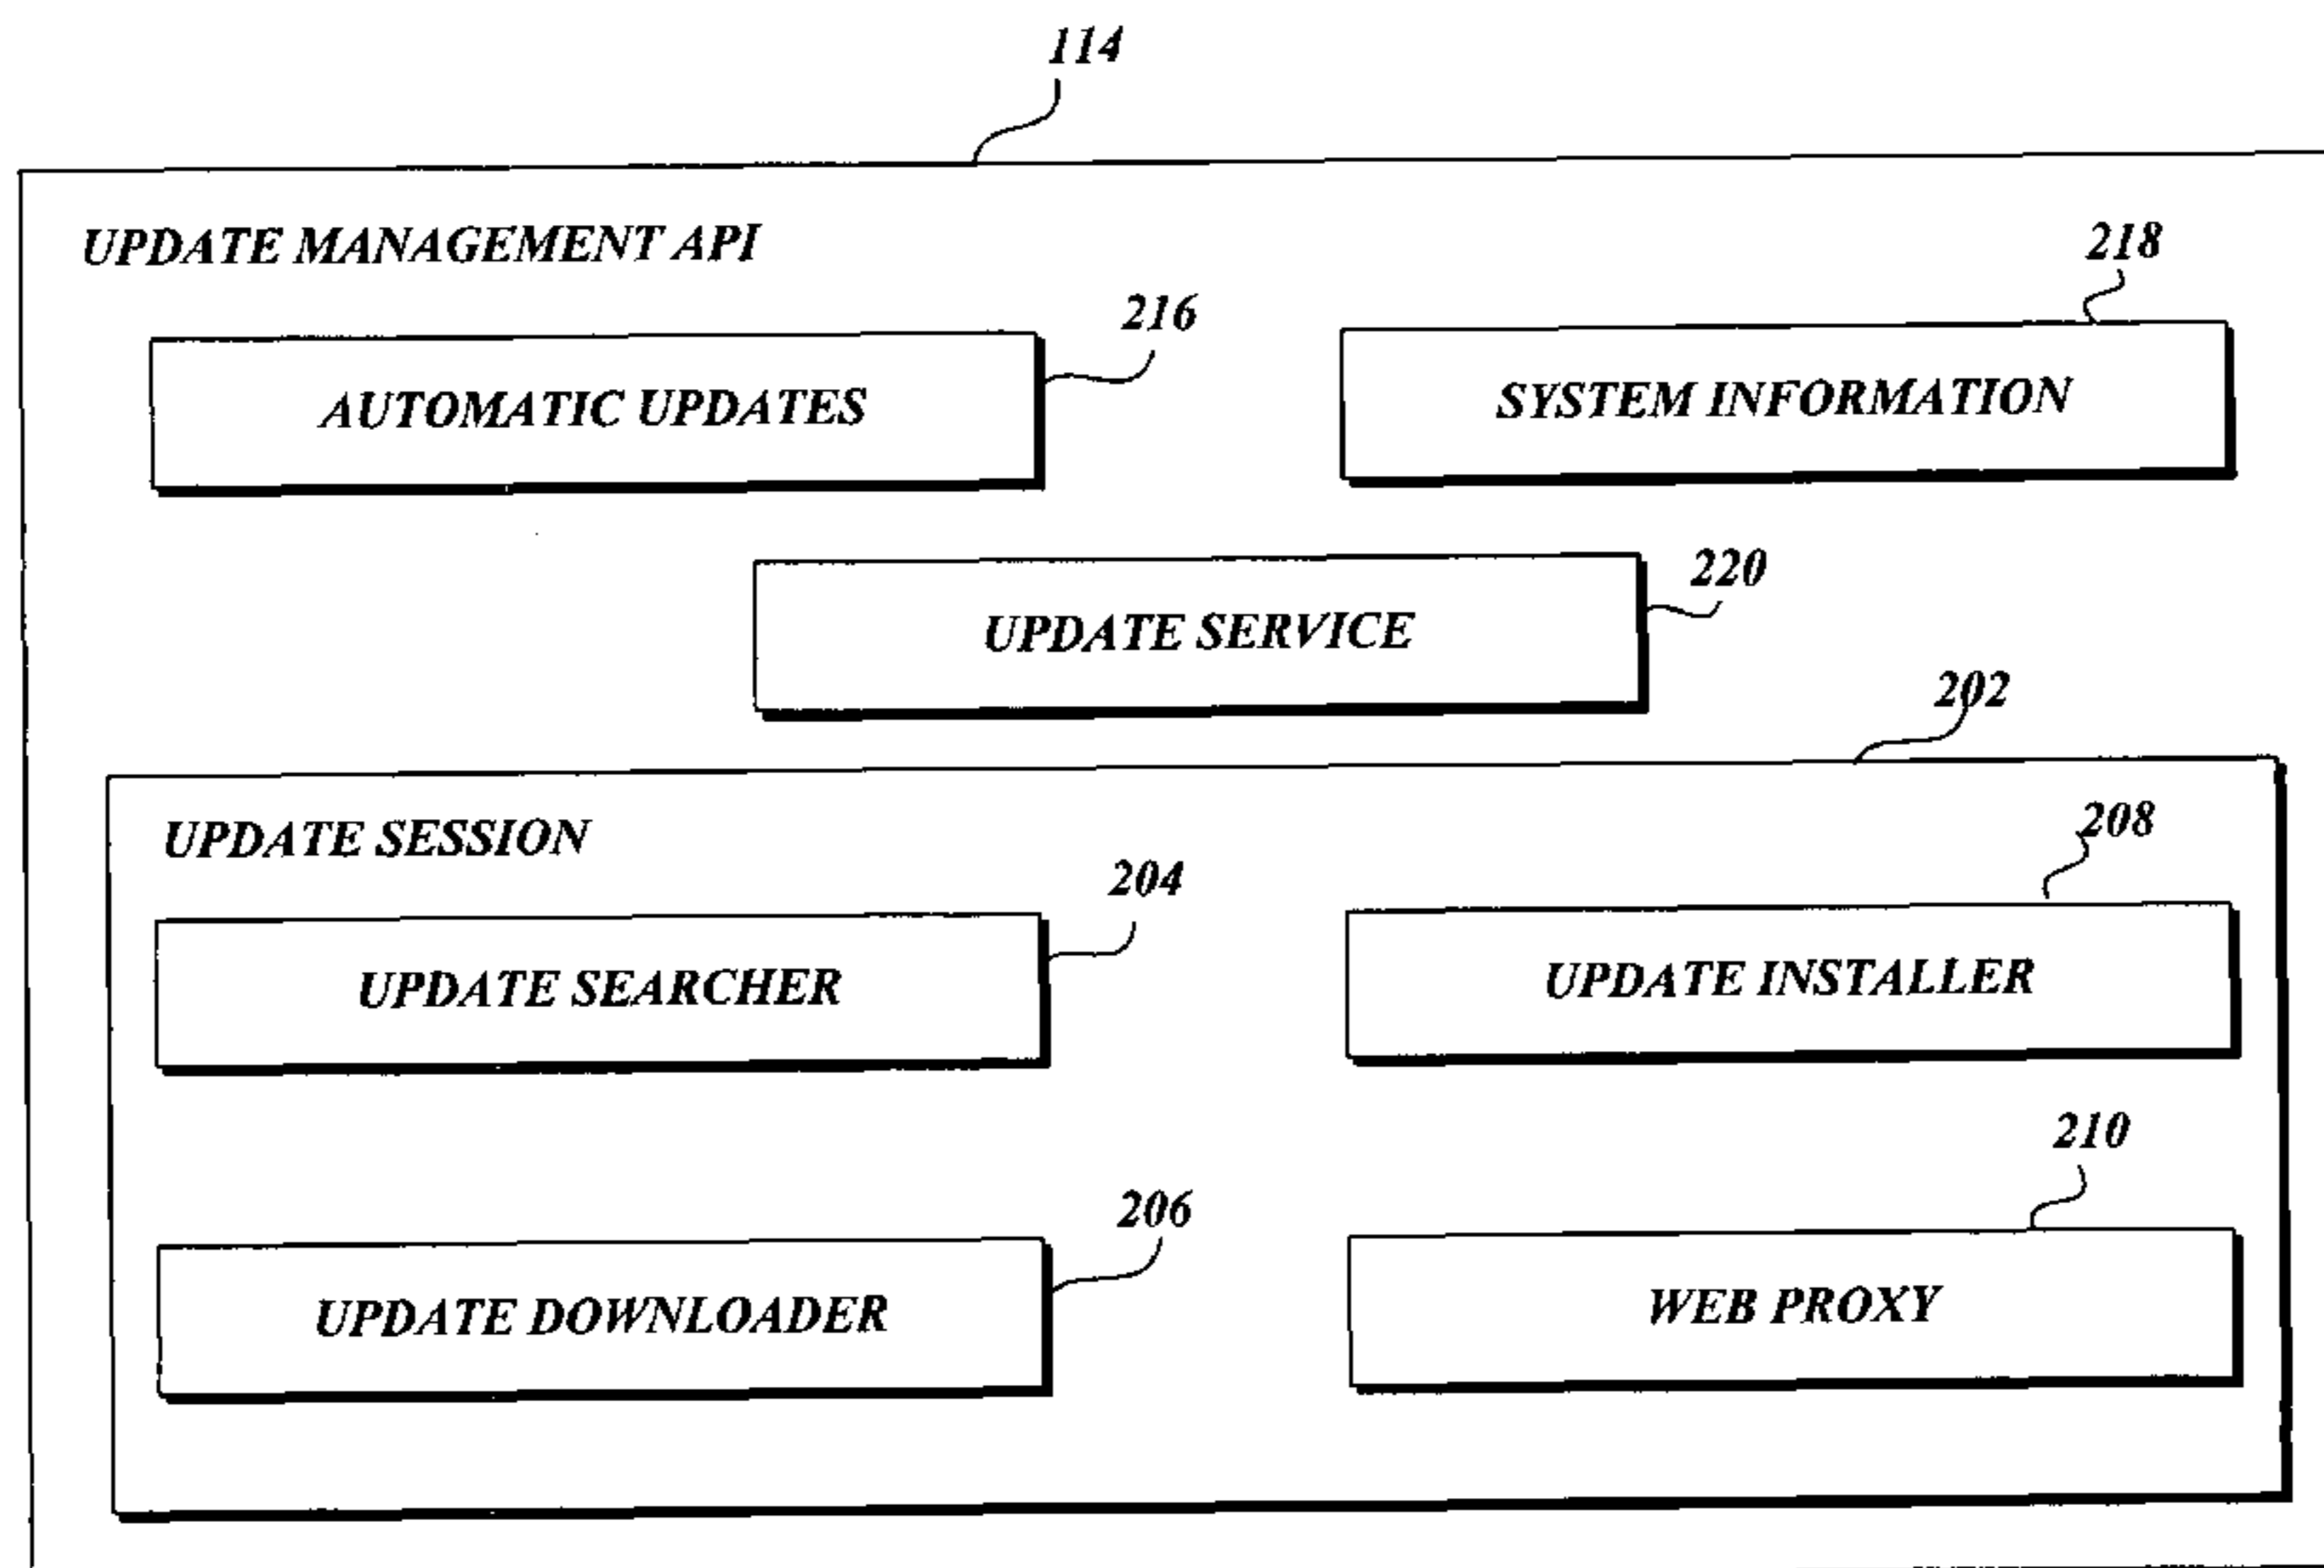 114
UPDATE MANAGEMENT API
218
216
AUTOMATIC UPDATES
SYSTEM INFORMATION
220
UPDATE SERVICE
202
UPDATE SESSION
208
204
UPDATE SEARCHER
UPDATE INSTALLER
210
206
UPDATE DOWNLOADER
WEB PROXY